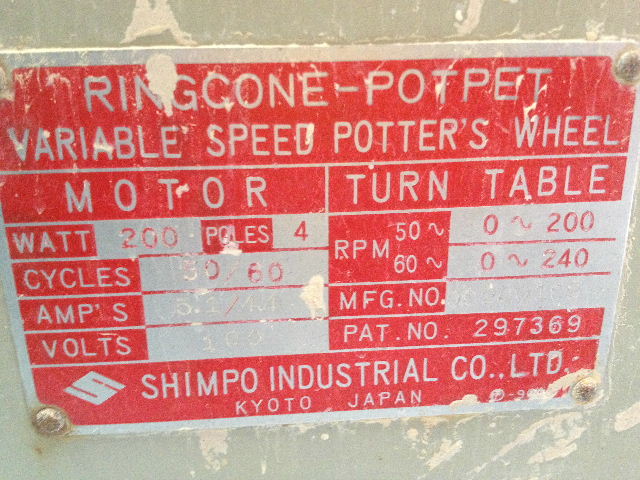 RINGCONE-POTPET
VARIABLE SPEED POTTER'S WHEEL
MOTOR
WATT 200 POLES 4
CYCLES 50/60
AMP'S
VOLTS 100
TURN TABLE
RPM 50~ 0~200
60~ 0~240
MFG.NO.
PAT.NO. 297369
SHIMPO INDUSTRIAL CO.,LTD.
KYOTO JAPAN